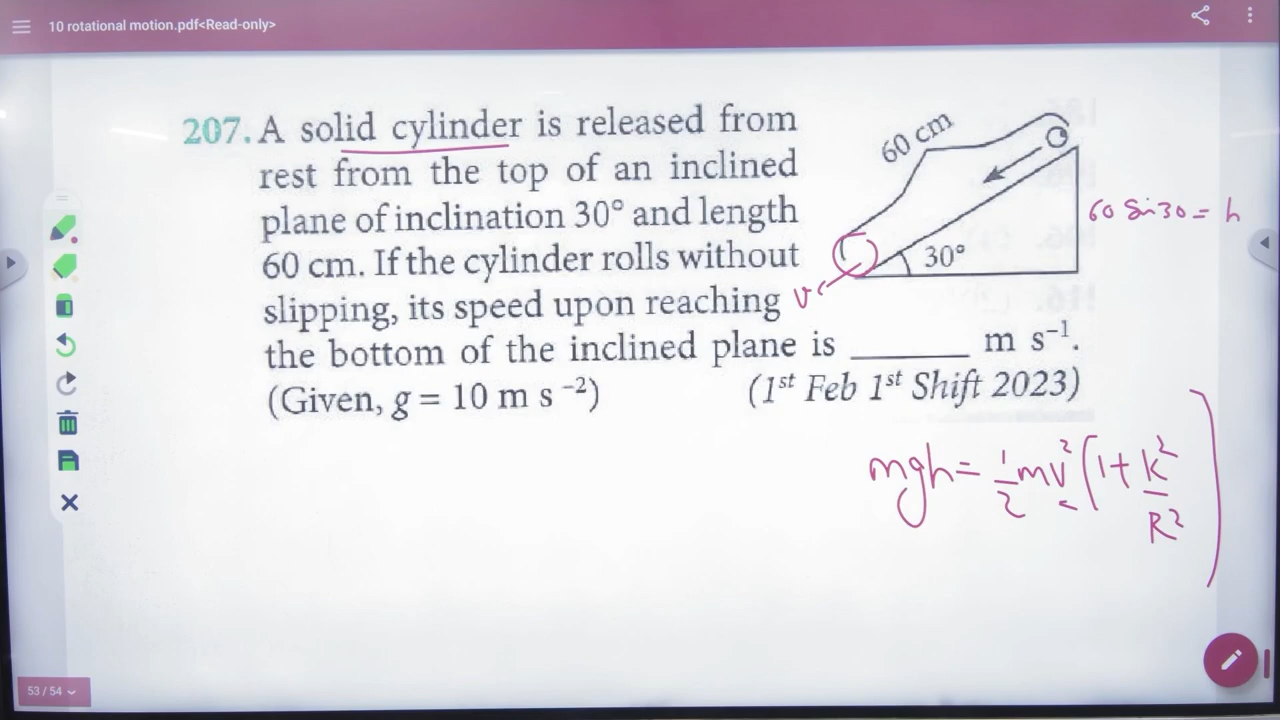 10 rotational motion.pdf<Read-only>
207. A solid cylinder is released from
rest from the top of an inclined
plane of inclination 30° and length
60 cm. If the cylinder rolls without
slipping, its speed upon reaching
the bottom of the inclined plane is ______ m s⁻¹.
(Given, g = 10 m s ⁻²) (1st Feb 1st Shift 2023)
60 cm
30°
60 Sin30 = h
v
mgh = 1/2 mv² (1 + k²/R²)
53 / 54